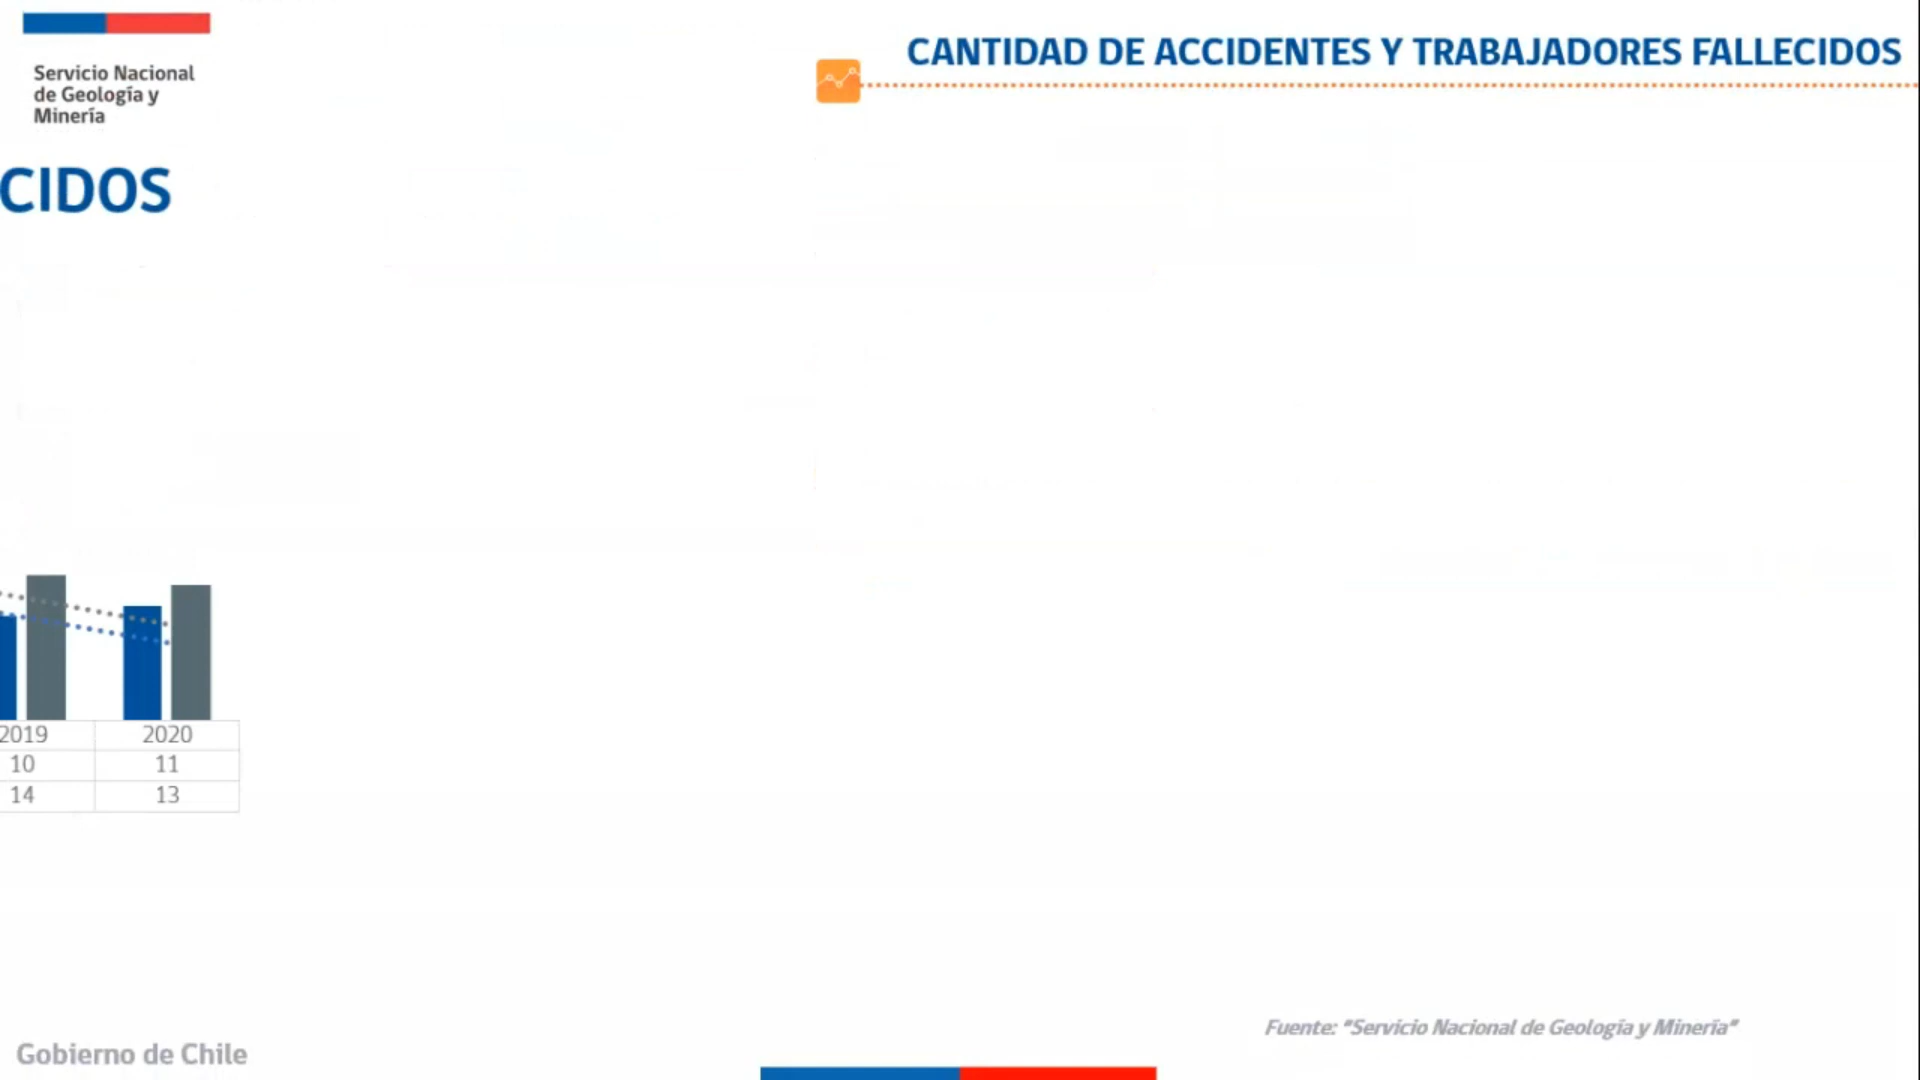 Servicio Nacional
de Geología y
Minería
CANTIDAD DE ACCIDENTES Y TRABAJADORES FALLECIDOS
CIDOS
2019 2020
10 11
14 13
Fuente: “Servicio Nacional de Geología y Minería”
Gobierno de Chile